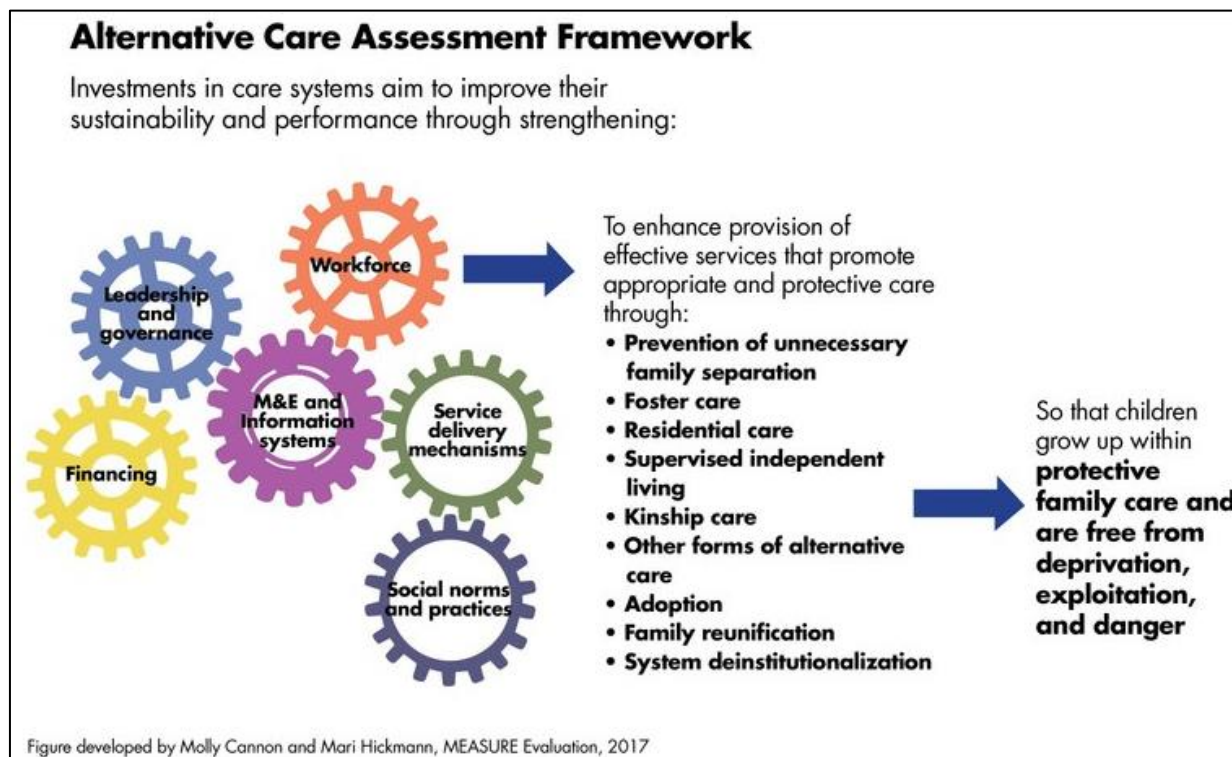 Alternative Care Assessment Framework
Investments in care systems aim to improve their
sustainability and performance through strengthening:
Leadership
and
governance
Workforce
M&E and
Information
systems
Service
delivery
mechanisms
Financing
Social norms
and practices
To enhance provision of
effective services that promote
appropriate and protective care
through:
• Prevention of unnecessary
family separation
• Foster care
• Residential care
• Supervised independent
living
• Kinship care
• Other forms of alternative
care
• Adoption
• Family reunification
• System deinstitutionalization
So that children
grow up within
protective
family care and
are free from
deprivation,
exploitation,
and danger
Figure developed by Molly Cannon and Mari Hickmann, MEASURE Evaluation, 2017